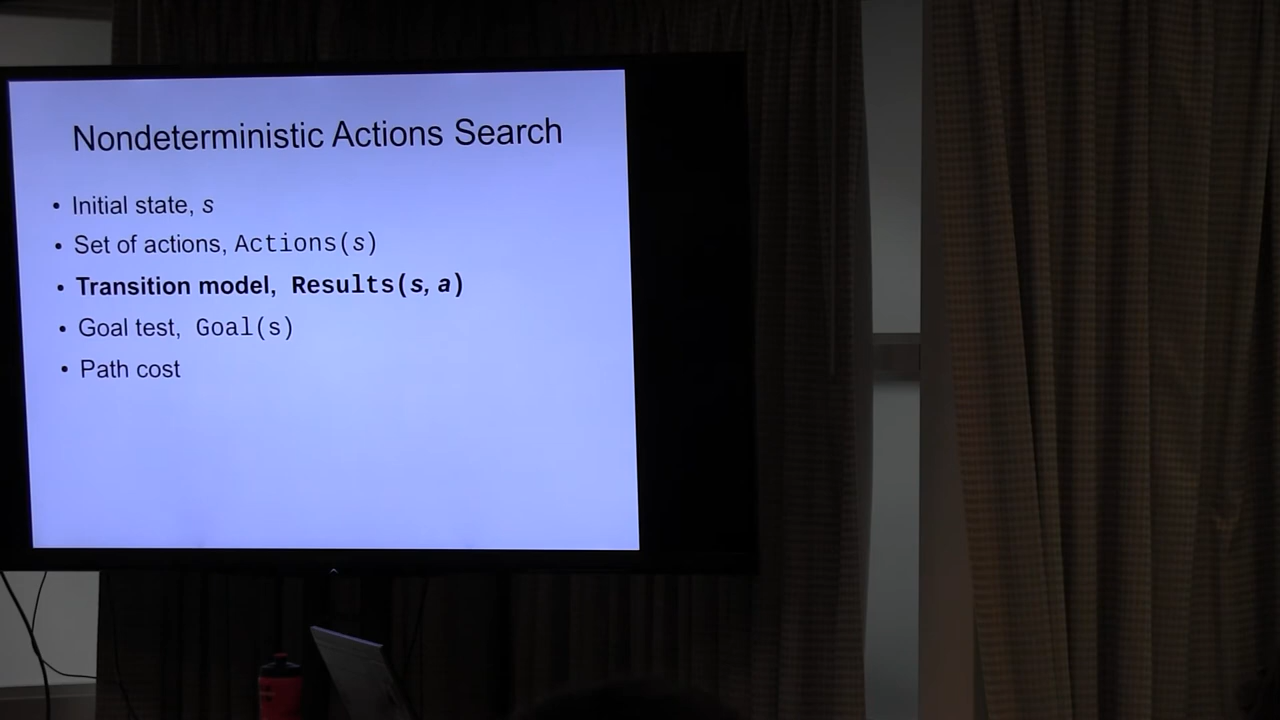 Nondeterministic Actions Search
• Initial state, s
• Set of actions, Actions(s)
• Transition model, Results(s, a)
• Goal test, Goal(s)
• Path cost